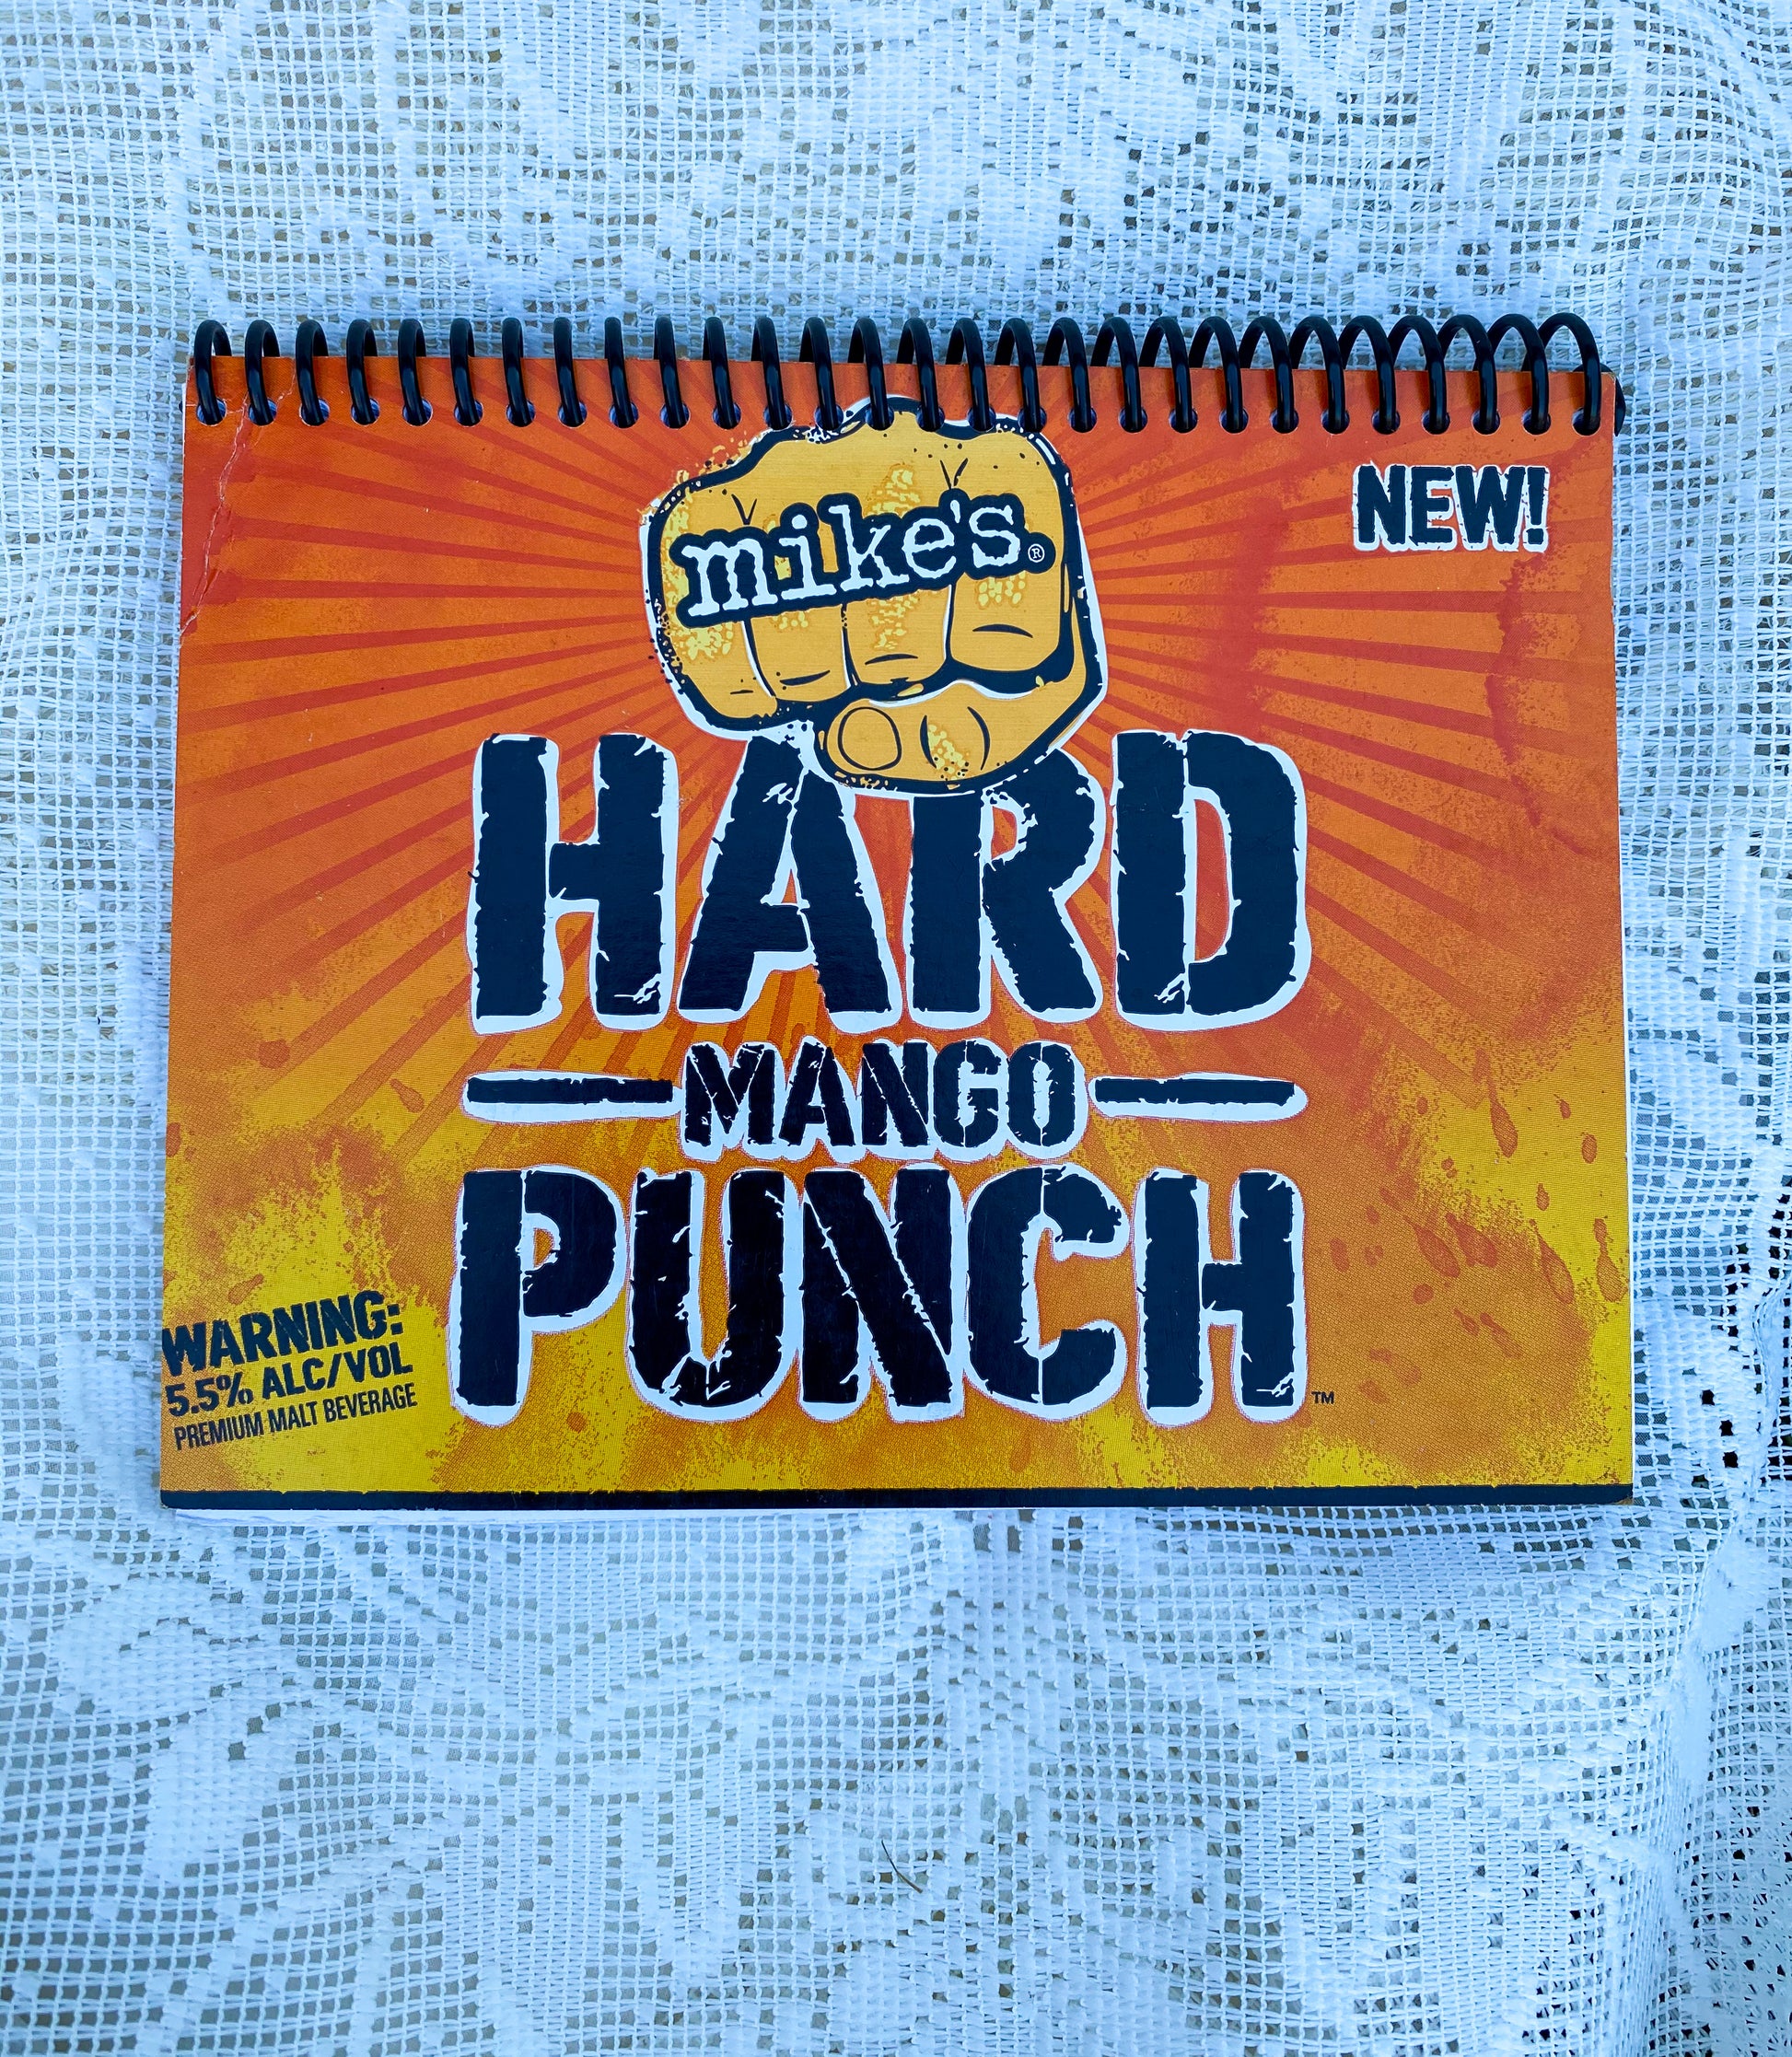 NEW!
mike's.®
HARD
MANGO
PUNCH™
WARNING:
5.5% ALC/VOL
PREMIUM MALT BEVERAGE